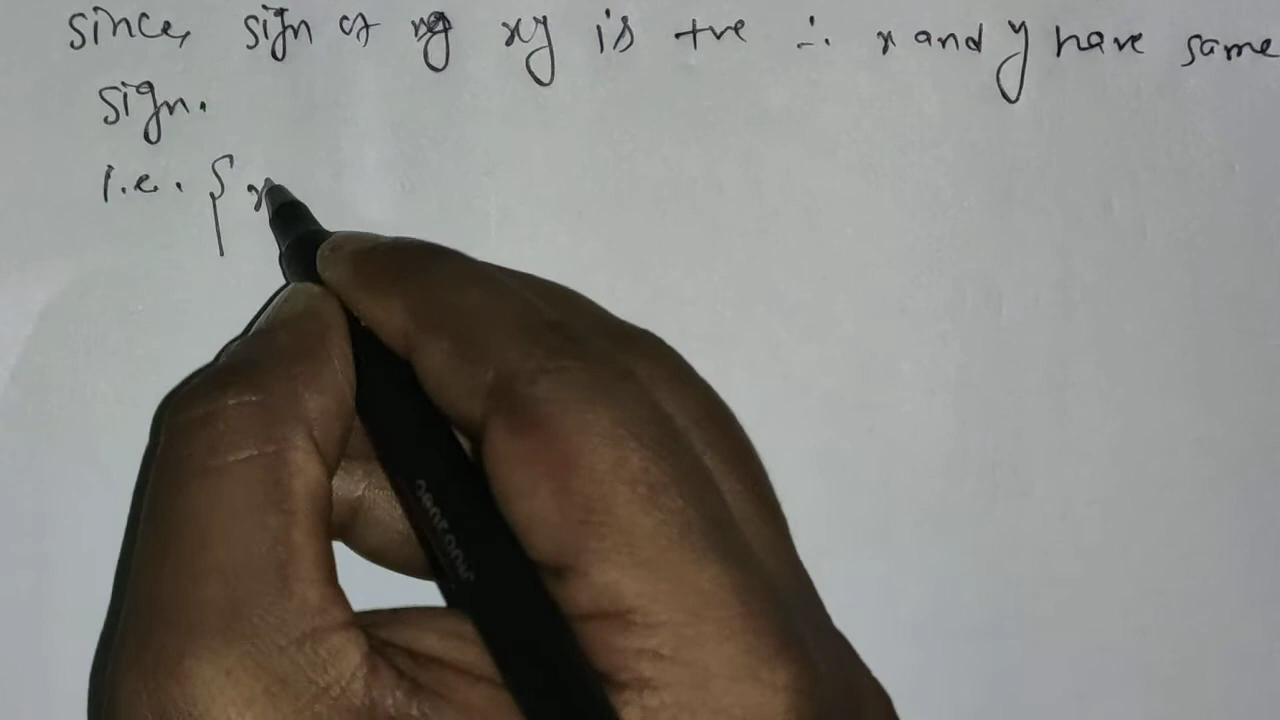 since, sign of xy is +ve ∴ x and y have same
sign.
i.e. { x